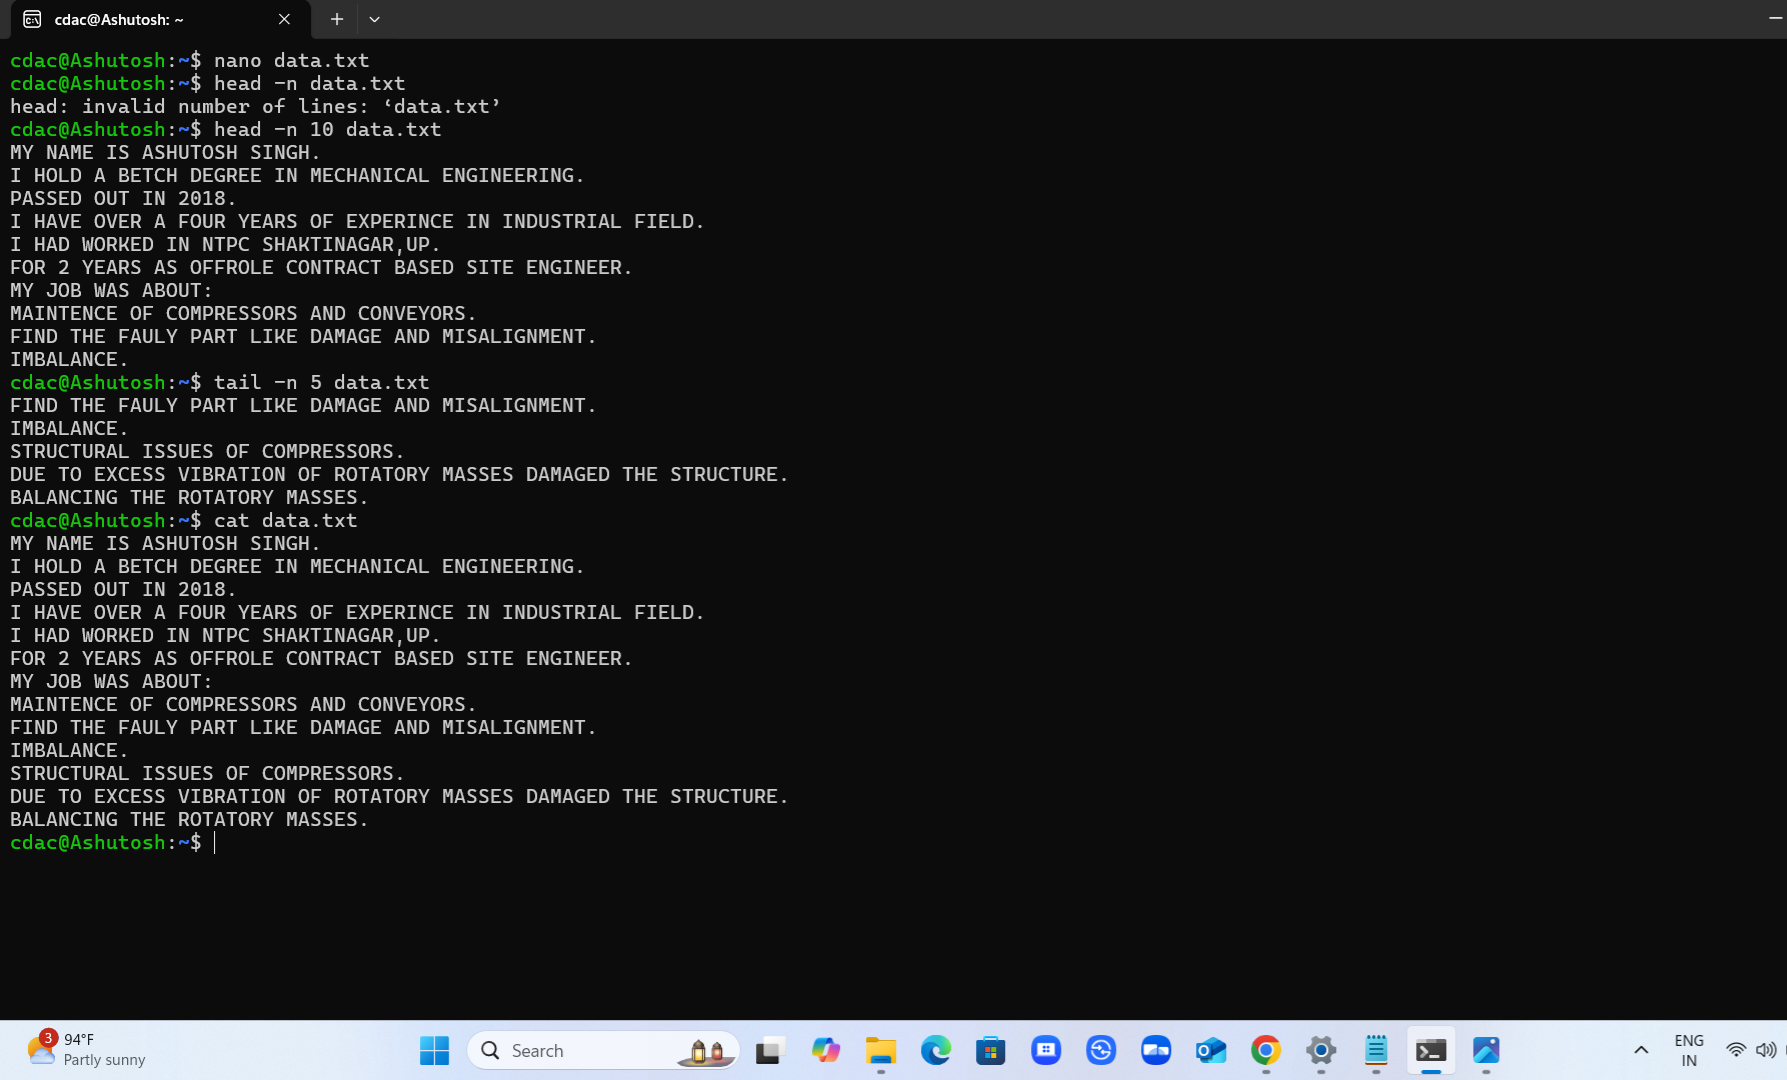 cdac@Ashutosh: ~
cdac@Ashutosh:~$ nano data.txt
cdac@Ashutosh:~$ head -n data.txt
head: invalid number of lines: ‘data.txt’
cdac@Ashutosh:~$ head -n 10 data.txt
MY NAME IS ASHUTOSH SINGH.
I HOLD A BETCH DEGREE IN MECHANICAL ENGINEERING.
PASSED OUT IN 2018.
I HAVE OVER A FOUR YEARS OF EXPERINCE IN INDUSTRIAL FIELD.
I HAD WORKED IN NTPC SHAKTINAGAR,UP.
FOR 2 YEARS AS OFFROLE CONTRACT BASED SITE ENGINEER.
MY JOB WAS ABOUT:
MAINTENCE OF COMPRESSORS AND CONVEYORS.
FIND THE FAULY PART LIKE DAMAGE AND MISALIGNMENT.
IMBALANCE.
cdac@Ashutosh:~$ tail -n 5 data.txt
FIND THE FAULY PART LIKE DAMAGE AND MISALIGNMENT.
IMBALANCE.
STRUCTURAL ISSUES OF COMPRESSORS.
DUE TO EXCESS VIBRATION OF ROTATORY MASSES DAMAGED THE STRUCTURE.
BALANCING THE ROTATORY MASSES.
cdac@Ashutosh:~$ cat data.txt
MY NAME IS ASHUTOSH SINGH.
I HOLD A BETCH DEGREE IN MECHANICAL ENGINEERING.
PASSED OUT IN 2018.
I HAVE OVER A FOUR YEARS OF EXPERINCE IN INDUSTRIAL FIELD.
I HAD WORKED IN NTPC SHAKTINAGAR,UP.
FOR 2 YEARS AS OFFROLE CONTRACT BASED SITE ENGINEER.
MY JOB WAS ABOUT:
MAINTENCE OF COMPRESSORS AND CONVEYORS.
FIND THE FAULY PART LIKE DAMAGE AND MISALIGNMENT.
IMBALANCE.
STRUCTURAL ISSUES OF COMPRESSORS.
DUE TO EXCESS VIBRATION OF ROTATORY MASSES DAMAGED THE STRUCTURE.
BALANCING THE ROTATORY MASSES.
cdac@Ashutosh:~$
3
94°F
Partly sunny
Search
ENG
IN